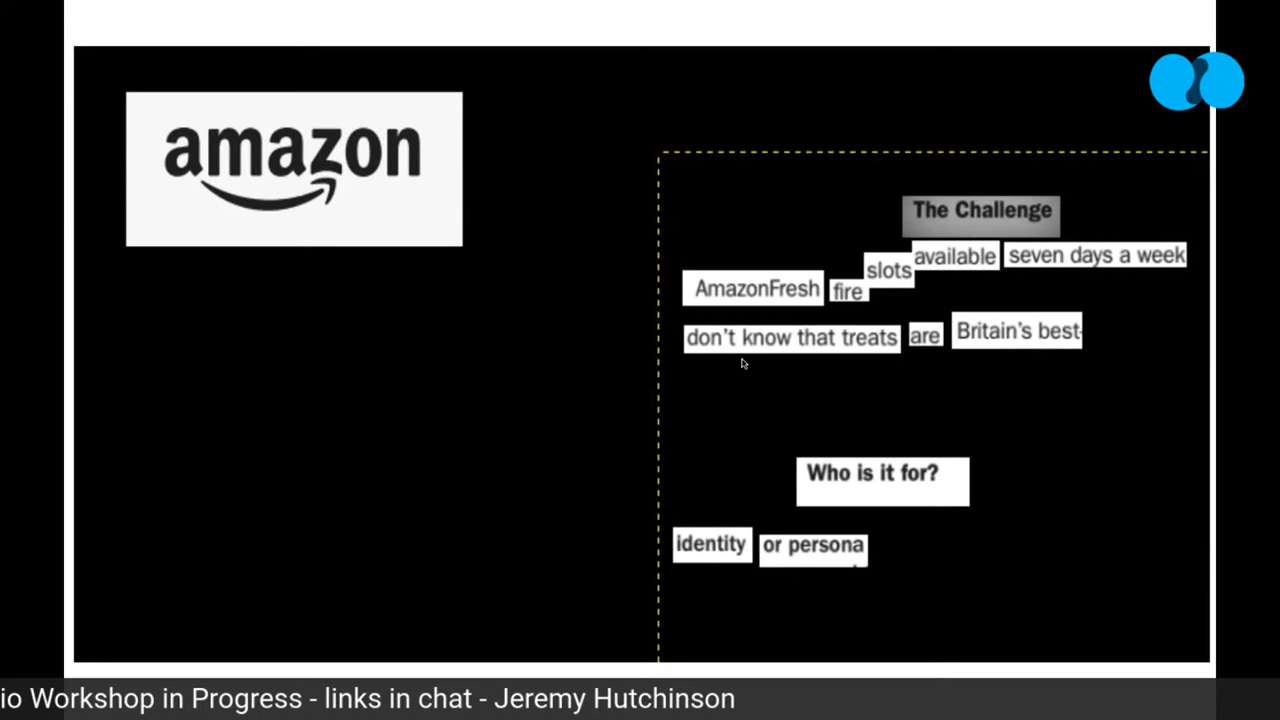 amazon
The Challenge
AmazonFresh fire slots available seven days a week
don't know that treats are Britain's best-
Who is it for?
identity or persona
io Workshop in Progress - links in chat - Jeremy Hutchinson